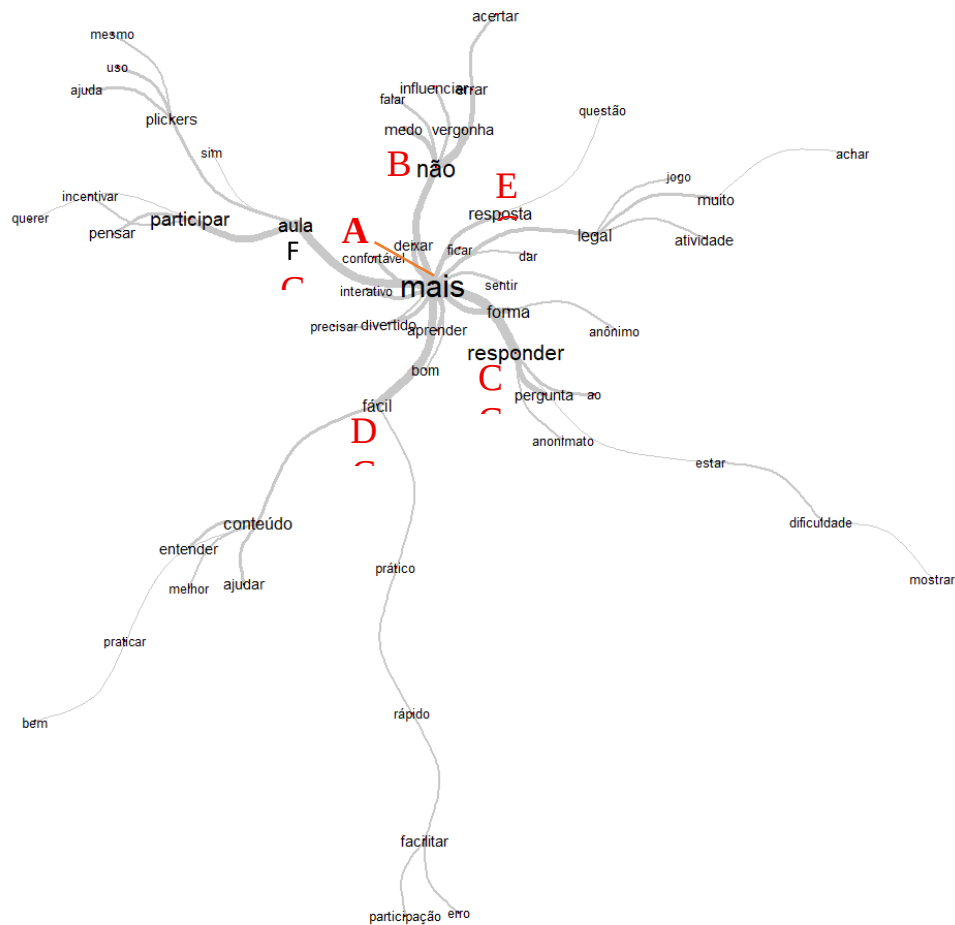 acertar
mesmo
uso
ajuda
influenciar errar
falar
plickers
medo vergonha
questão
sim
B não
achar
E
jogo
muito
incentivar
querer participar
pensar
aula
resposta
F
A
deixar
ficar
legal
atividade
confortável
dar
interativo
mais
sentir
forma
precisar divertido
aprender
anônimo
responder
bom
C
pergunta ao
fácil
D
anonimato
estar
conteúdo
dificuldade
entender
prático
melhor ajudar
mostrar
praticar
rápido
bem
facilitar
participação erro